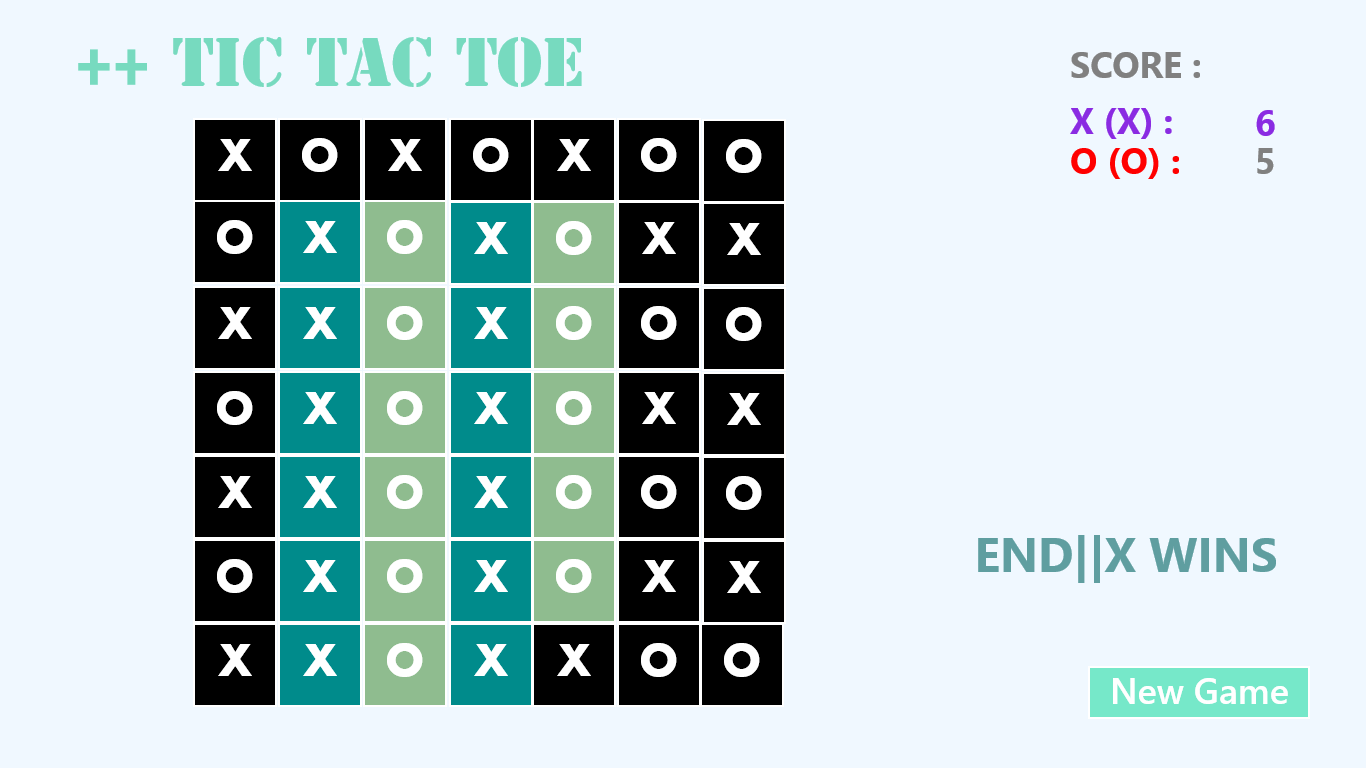 ++ TIC TAC TOE
SCORE :
X (X) : 6
O (O) : 5
X O X O X O O
O X O X O X X
X X O X O O O
O X O X O X X
X X O X O O O
O X O X O X X
X X O X X O O
END||X WINS
New Game